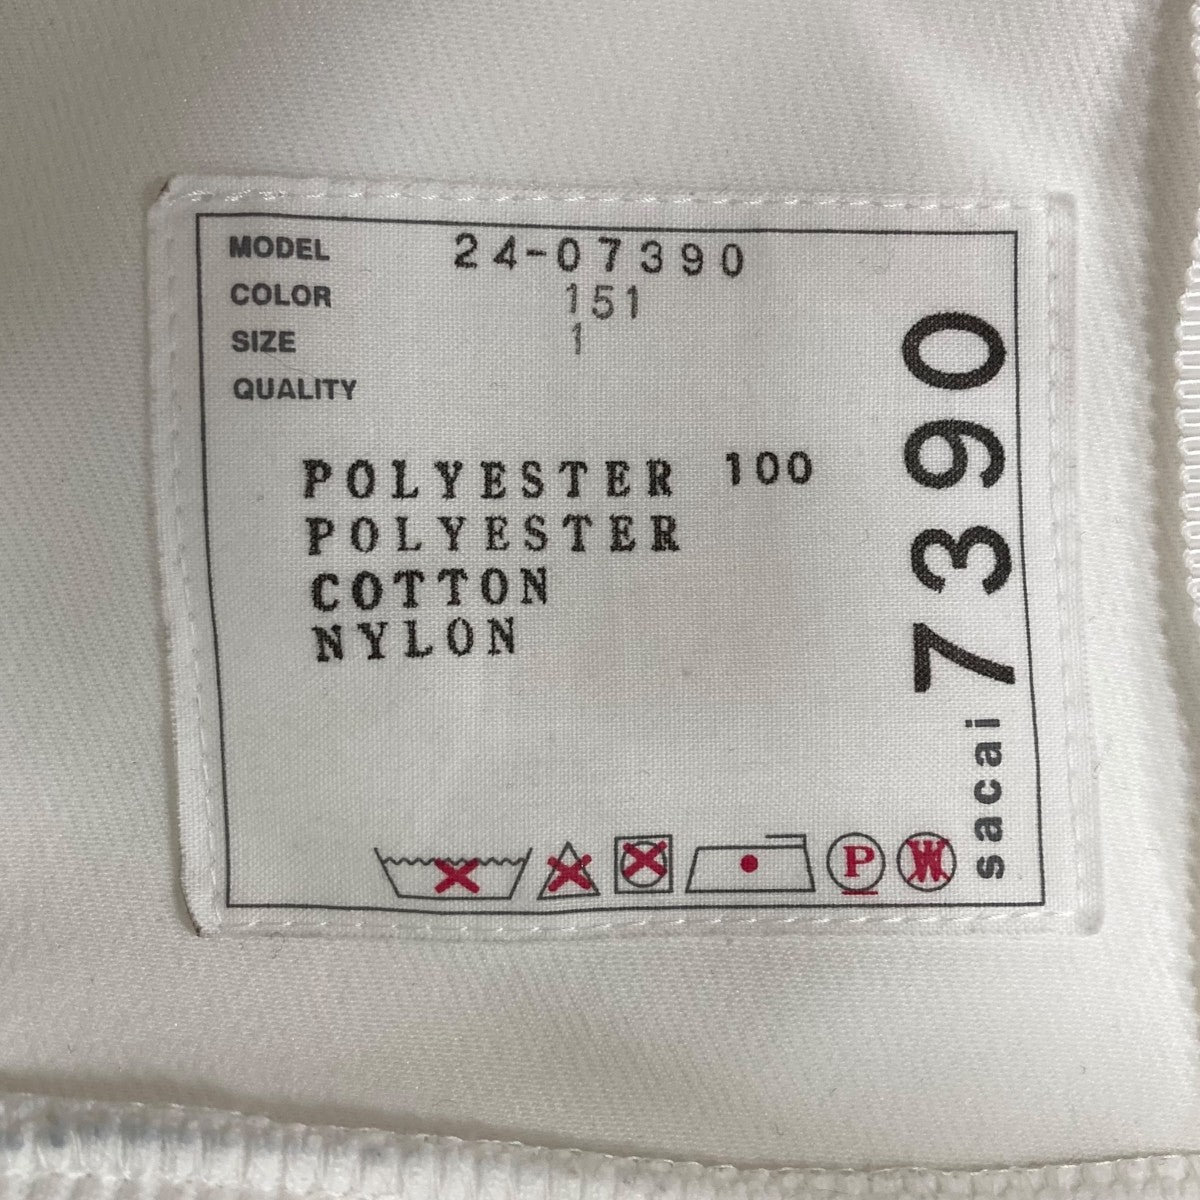 MODEL 24-07390
COLOR 151
SIZE 1
QUALITY
POLYESTER 100
POLYESTER
COTTON
NYLON
P W
sacai 7390